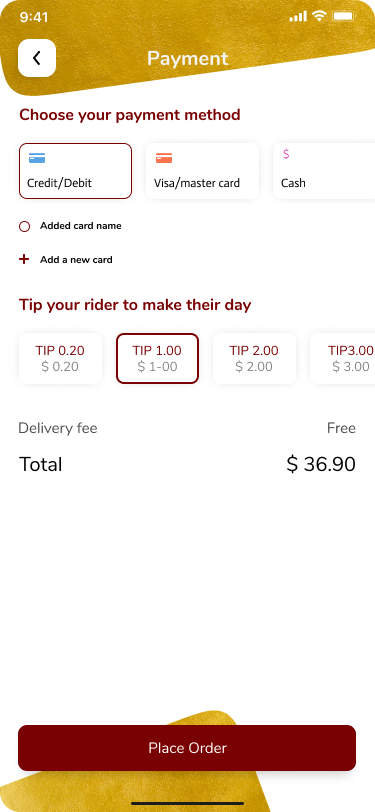 9:41
Payment
Choose your payment method
$
Credit/Debit
Visa/master card
Cash
Added card name
Add a new card
Tip your rider to make their day
TIP 0.20
$ 0.20
TIP 1.00
$ 1-00
TIP 2.00
$ 2.00
TIP3.00
$ 3.00
Delivery fee
Free
Total
$ 36.90
Place Order